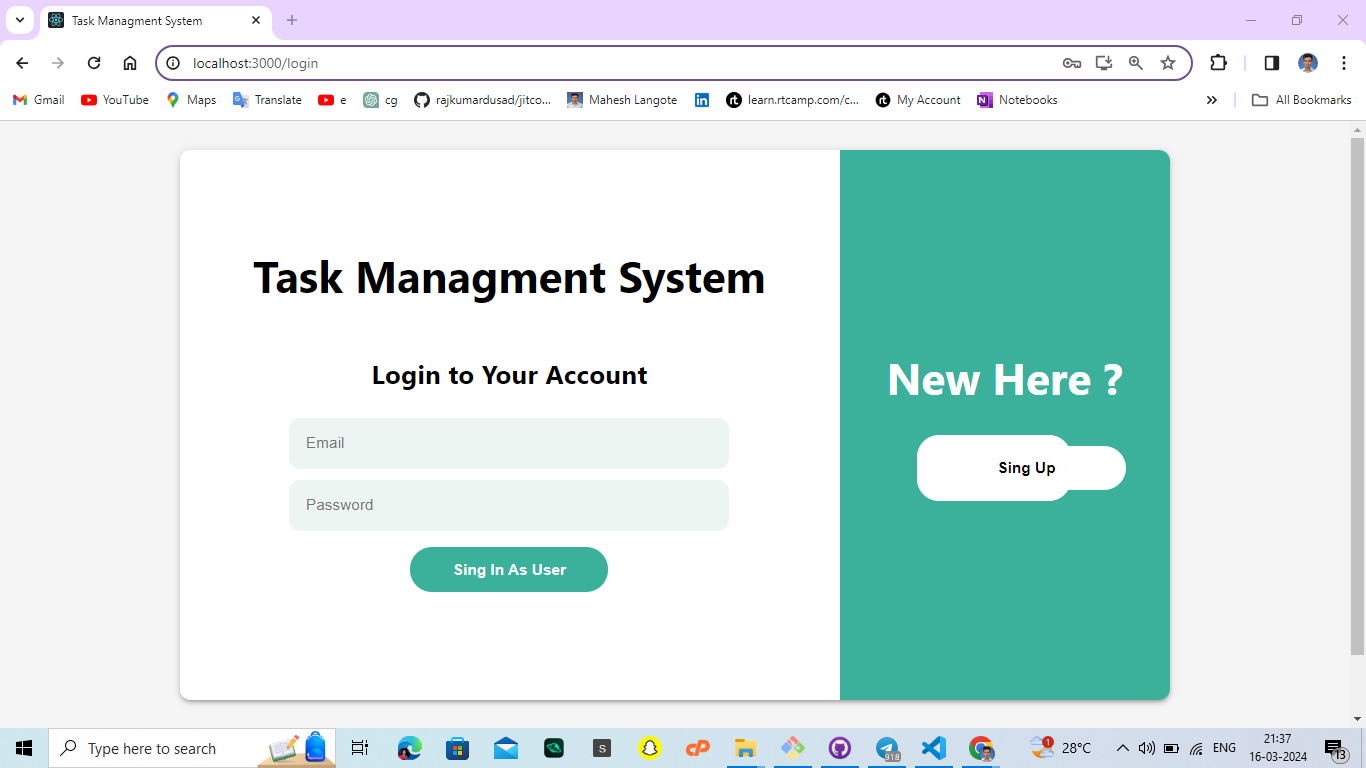 Task Managment System
localhost:3000/login
Gmail
YouTube
Maps
Translate
e
cg
rajkumardusad/jitco...
Mahesh Langote
learn.rtcamp.com/c...
My Account
Notebooks
All Bookmarks
Task Managment System
Login to Your Account
Email
Password
Sing In As User
New Here ?
Sing Up
Type here to search
318
1
28°C
ENG
21:37
16-03-2024
13